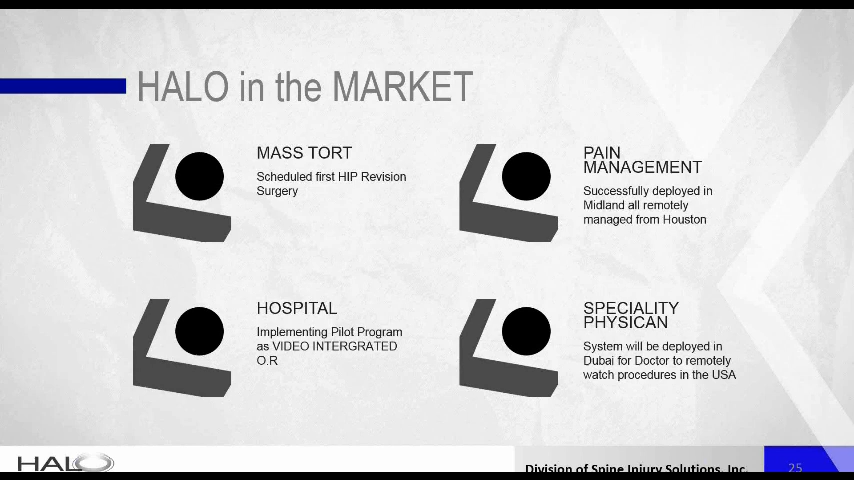 HALO in the MARKET
MASS TORT
Scheduled first HIP Revision
Surgery
PAIN
MANAGEMENT
Successfully deployed in
Midland all remotely
managed from Houston
HOSPITAL
Implementing Pilot Program
as VIDEO INTERGRATED
O.R
SPECIALITY
PHYSICAN
System will be deployed in
Dubai for Doctor to remotely
watch procedures in the USA
HALO
Division of Spine Injury Solutions, Inc.
25